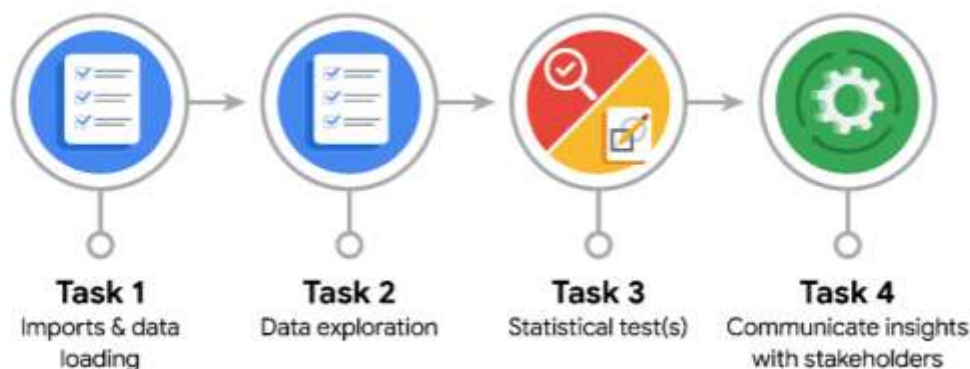 Task 1
Imports & data
loading
Task 2
Data exploration
Task 3
Statistical test(s)
Task 4
Communicate insights
with stakeholders